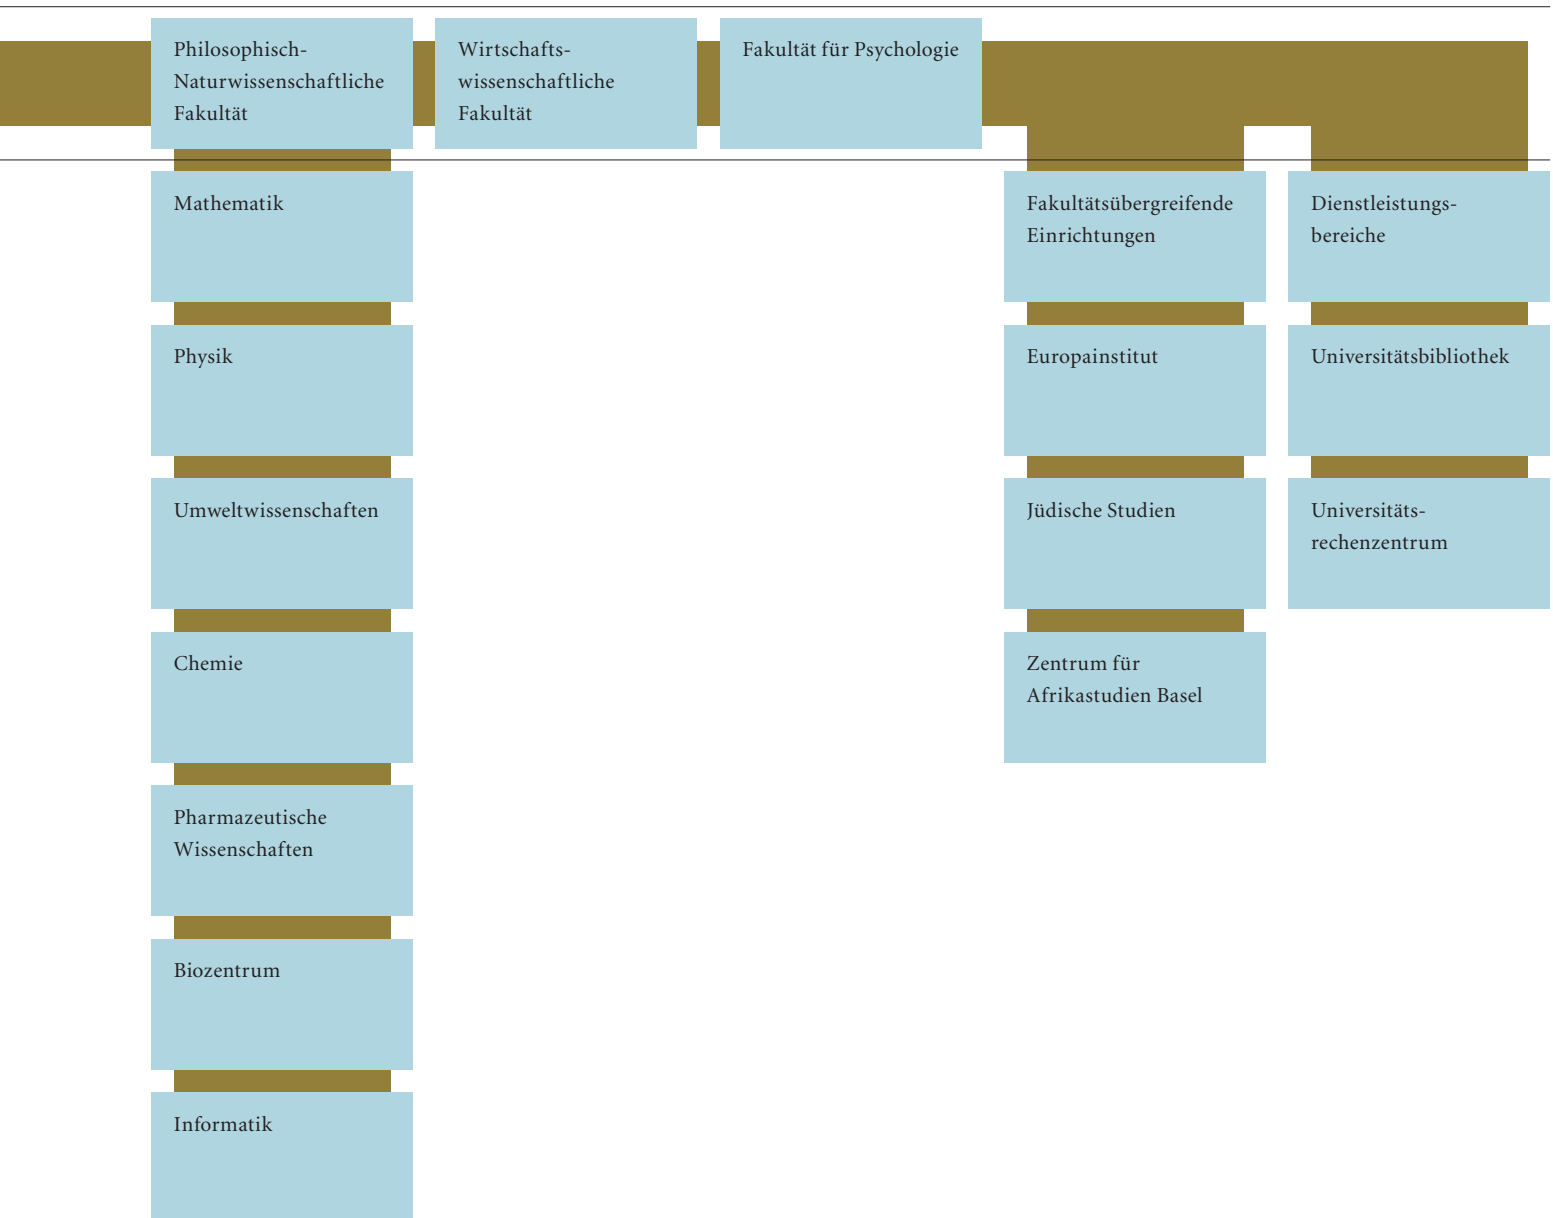 Philosophisch-
Naturwissenschaftliche
Fakultät
Wirtschafts-
wissenschaftliche
Fakultät
Fakultät für Psychologie
Mathematik
Physik
Umweltwissenschaften
Chemie
Pharmazeutische
Wissenschaften
Biozentrum
Informatik
Fakultätsübergreifende
Einrichtungen
Europainstitut
Jüdische Studien
Zentrum für
Afrikastudien Basel
Dienstleistungs-
bereiche
Universitätsbibliothek
Universitäts-
rechenzentrum